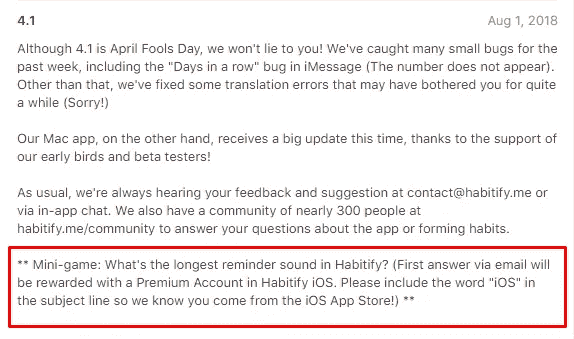 4.1 Aug 1, 2018
Although 4.1 is April Fools Day, we won't lie to you! We've caught many small bugs for the
past week, including the "Days in a row" bug in iMessage (The number does not appear).
Other than that, we've fixed some translation errors that may have bothered you for quite
a while (Sorry!)
Our Mac app, on the other hand, receives a big update this time, thanks to the support of
our early birds and beta testers!
As usual, we're always hearing your feedback and suggestion at contact@habitify.me or
via in-app chat. We also have a community of nearly 300 people at
habitify.me/community to answer your questions about the app or forming habits.
** Mini-game: What's the longest reminder sound in Habitify? (First answer via email will
be rewarded with a Premium Account in Habitify iOS. Please include the word "iOS" in
the subject line so we know you come from the iOS App Store!) **